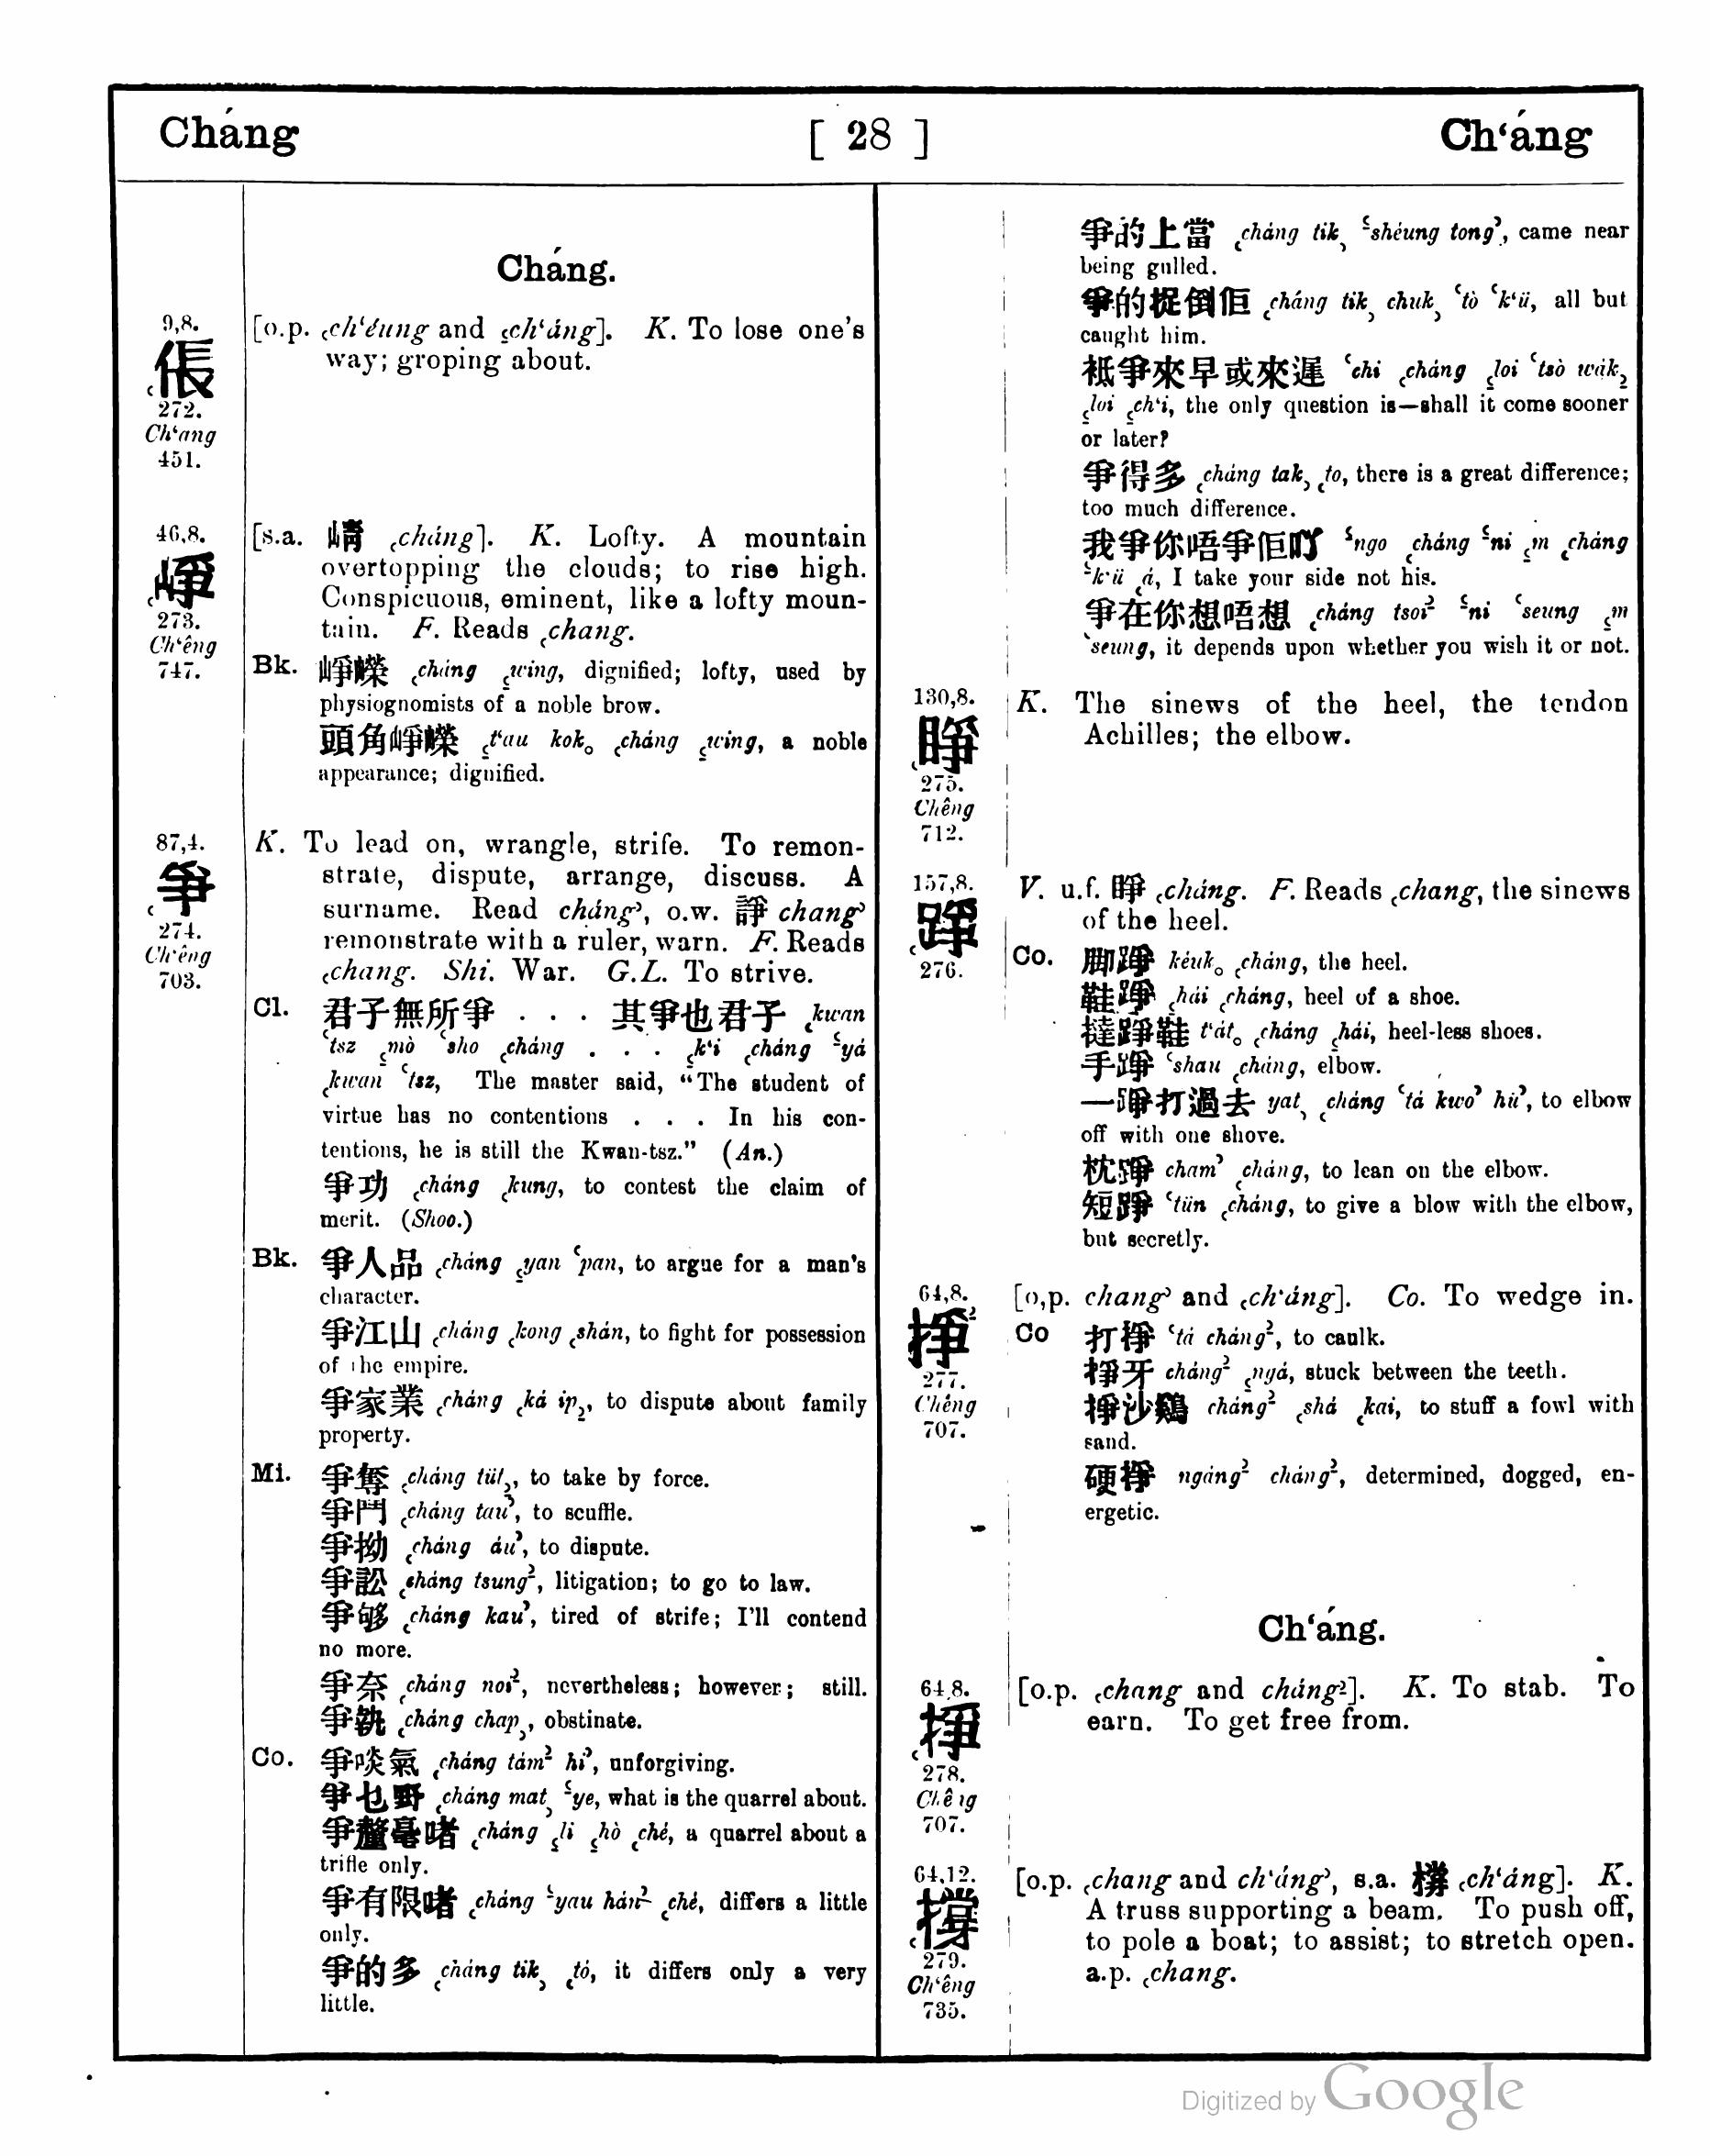 Cháng [ 28 ] Ch‘áng
Cháng.
9,8.
倀
272.
Ch‘ang
451.
[o.p. ꜀ch‘éung and ꜁ch‘áng]. K. To lose one's
way; groping about.
46,8.
崢
273.
Ch‘êng
747.
[s.a. 崝 ꜀cháng]. K. Lofty. A mountain
overtopping the clouds; to rise high.
Conspicuous, eminent, like a lofty moun-
tain. F. Reads ꜀chang.
Bk. 崢嶸 ꜀cháng ꜁wing, dignified; lofty, used by
physiognomists of a noble brow.
頭角崢嶸 ꜁t‘au kok꜆ ꜀cháng ꜁wing, a noble
appearance; dignified.
87,4.
爭
274.
Chêng
703.
K. To lead on, wrangle, strife. To remon-
strate, dispute, arrange, discuss. A
surname. Read cháng꜄, o.w. 諍 chang꜄
remonstrate with a ruler, warn. F. Reads
꜀chang. Shi. War. G.L. To strive.
Cl. 君子無所爭 . . . 其爭也君子 ꜀kwan
꜂tsz ꜁mò ꜂sho ꜀cháng . . . ꜁k‘i ꜀cháng ꜃yá
꜀kwan ꜂tsz, The master said, “The student of
virtue has no contentions . . . In his con-
tentions, he is still the Kwan-tsz.” (An.)
爭功 ꜀cháng ꜀kung, to contest the claim of
merit. (Shoo.)
Bk. 爭人品 ꜀cháng ꜁yan ꜂pan, to argue for a man's
character.
爭江山 ꜀cháng ꜀kong ꜀shán, to fight for possession
of the empire.
爭家業 ꜀cháng ꜀ká ip꜇, to dispute about family
property.
Mi. 爭奪 ꜀cháng tüt꜇, to take by force.
爭鬥 ꜀cháng tau꜄, to scuffle.
爭拗 ꜀cháng áu꜄, to dispute.
爭訟 ꜀cháng tsung꜅, litigation; to go to law.
爭够 ꜀cháng kau꜄, tired of strife; I'll contend
no more.
爭奈 ꜀cháng noi꜅, nevertheless; however; still.
爭執 ꜀cháng chap꜆, obstinate.
Co. 爭啖氣 ꜀cháng tám꜅ hi꜄, unforgiving.
爭乜野 ꜀cháng mat꜆ ꜃ye, what is the quarrel about.
爭釐毫啫 ꜀cháng ꜁li ꜁hò ꜀ché, a quarrel about a
trifle only.
爭有限啫 ꜀cháng ꜃yau hán꜅ ꜀ché, differs a little
only.
爭的多 ꜀cháng tik꜆ ꜀tó, it differs only a very
little.
爭的上當 ꜀cháng tik꜆ ꜃shéung tong꜄, came near
being gulled.
爭的捉倒佢 ꜀cháng tik꜆ chuk꜆ ꜂tò ꜂k‘ü, all but
caught him.
祗爭來早或來遲 ꜂chi ꜀cháng ꜁loi ꜂tsò wák꜇
꜁loi ꜁ch‘i, the only question is—shall it come sooner
or later?
爭得多 ꜀cháng tak꜆ ꜀to, there is a great difference;
too much difference.
我爭你唔爭佢吖 ꜃ngo ꜀cháng ꜃ni ꜁m ꜀cháng
꜃k‘ü ꜀á, I take your side not his.
爭在你想唔想 ꜀cháng tsoi꜅ ꜃ni ꜂seung ꜁m
꜂seung, it depends upon whether you wish it or not.
130,8.
睜
275.
Chêng
712.
K. The sinews of the heel, the tendon
Achilles; the elbow.
157,8.
踭
276.
V. u.f. 睜 ꜀cháng. F. Reads ꜀chang, the sinews
of the heel.
Co. 脚踭 kéuk꜆ ꜀cháng, the heel.
鞋踭 ꜁hái ꜀cháng, heel of a shoe.
撻踭鞋 t‘át꜆ ꜀cháng ꜁hái, heel-less shoes.
手踭 ꜂shau ꜀cháng, elbow.
一踭打過去 yat꜆ ꜀cháng ꜂tá kwo꜄ hü꜄, to elbow
off with one shove.
枕踭 cham꜄ ꜀cháng, to lean on the elbow.
短踭 ꜂tün ꜀cháng, to give a blow with the elbow,
but secretly.
64,8.
掙
277.
Chêng
707.
[o,p. chang꜄ and ꜀ch‘áng]. Co. To wedge in.
Co 打掙 ꜂tá cháng꜅, to caulk.
掙牙 cháng꜅ ꜁ngá, stuck between the teeth.
掙沙鷄 cháng꜅ ꜀shá ꜀kai, to stuff a fowl with
sand.
硬掙 ngáng꜅ cháng꜅, determined, dogged, en-
ergetic.
Ch‘áng.
64,8.
掙
278.
Chêng
707.
[o.p. ꜀chang and cháng꜅]. K. To stab. To
earn. To get free from.
64,12.
撐
279.
Ch‘êng
735.
[o.p. ꜀chang and ch‘áng꜄, s.a. 橕 ꜀ch‘áng]. K.
A truss supporting a beam. To push off,
to pole a boat; to assist; to stretch open.
a.p. ꜀chang.
Digitized by Google